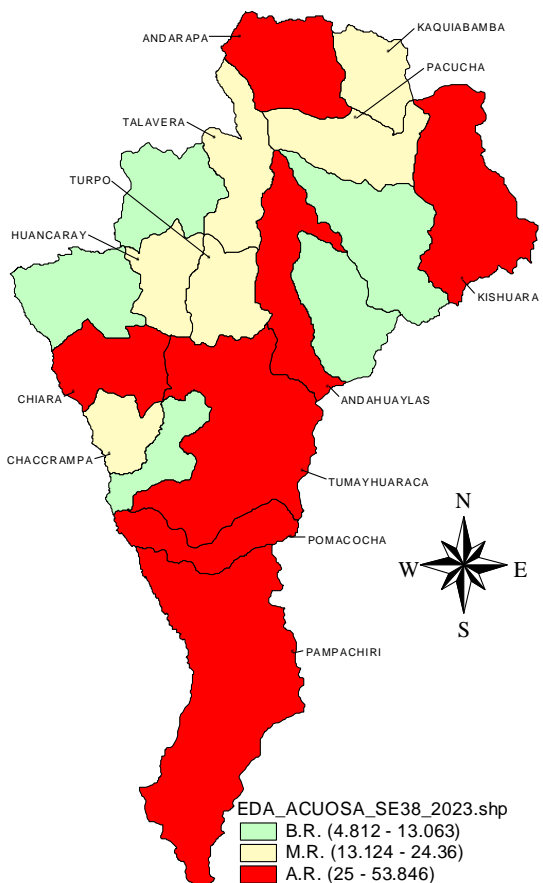 KAQUIABAMBA
ANDARAPA
PACUCHA
TALAVERA
TURPO
HUANCARAY
KISHUARA
CHIARA
ANDAHUAYLAS
CHACCRAMPA
TUMAYHUARACA
N
POMACOCHA
W E
S
PAMPACHIRI
EDA_ACUOSA_SE38_2023.shp
B.R. (4.812 - 13.063)
M.R. (13.124 - 24.36)
A.R. (25 - 53.846)